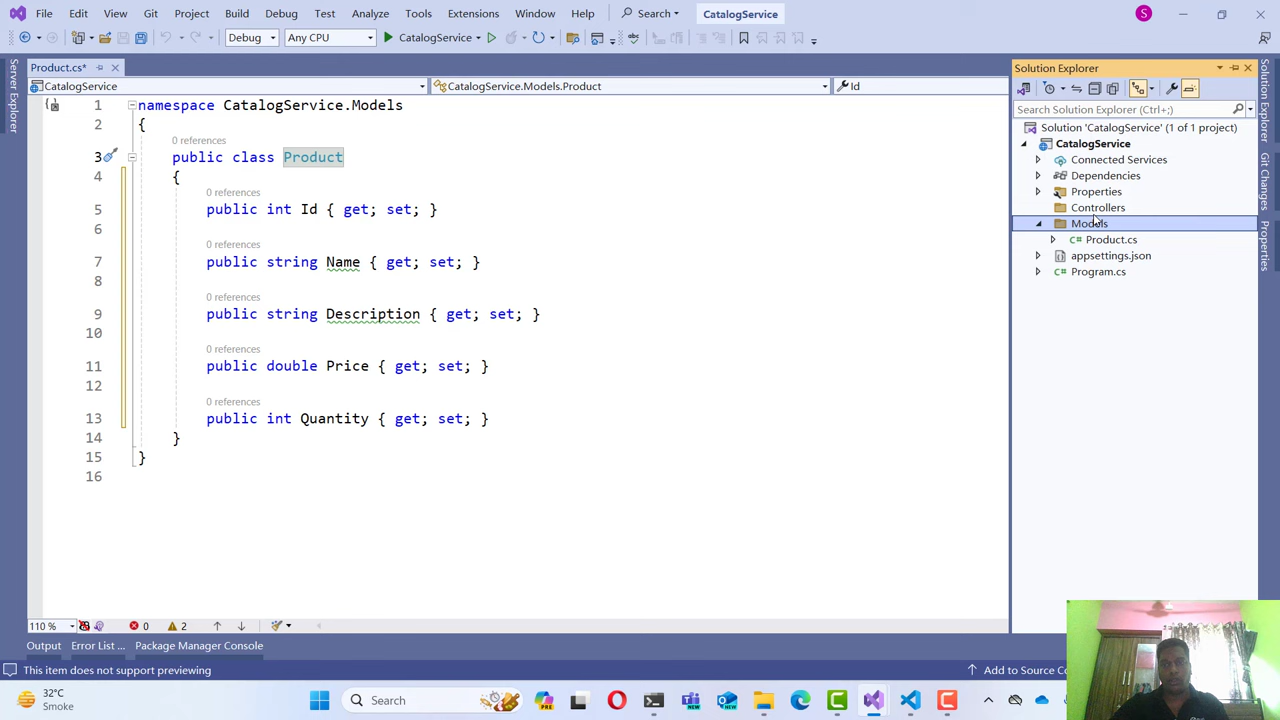 File Edit View Git Project Build Debug Test Analyze Tools Extensions Window Help Search CatalogService S
Debug Any CPU CatalogService
Product.cs*
CatalogService CatalogService.Models.Product Id
Server Explorer
1 namespace CatalogService.Models
2 {
0 references
3 public class Product
4 {
0 references
5 public int Id { get; set; }
6
0 references
7 public string Name { get; set; }
8
0 references
9 public string Description { get; set; }
10
0 references
11 public double Price { get; set; }
12
0 references
13 public int Quantity { get; set; }
14 }
15 }
16
Solution Explorer
Search Solution Explorer (Ctrl+;)
Solution 'CatalogService' (1 of 1 project)
CatalogService
Connected Services
Dependencies
Properties
Controllers
Models
C# Product.cs
appsettings.json
C# Program.cs
Solution Explorer
Git Changes
Properties
110 % 0 2
Output Error List ... Package Manager Console
This item does not support previewing Add to Source Co
32°C
Smoke
Search
PRE
NEW
NEW